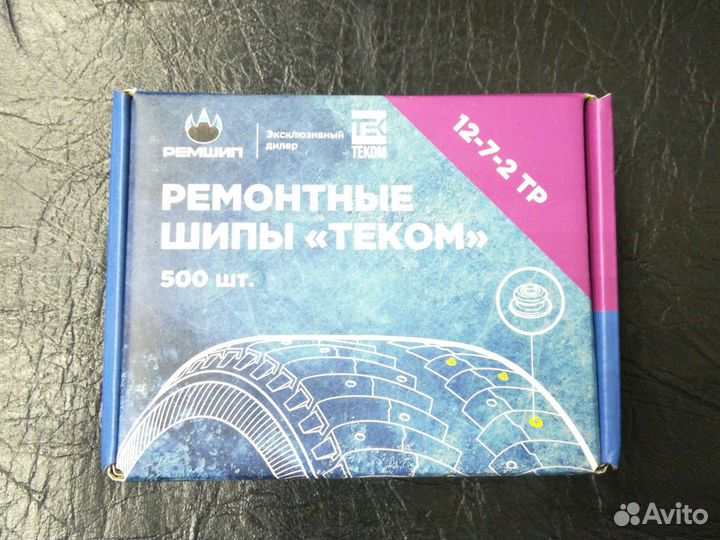 РЕМШИП
Эксклюзивный
дилер
ТЕКОМ
12-7-2 ТР
РЕМОНТНЫЕ
ШИПЫ «ТЕКОМ»
500 шт.
Avito